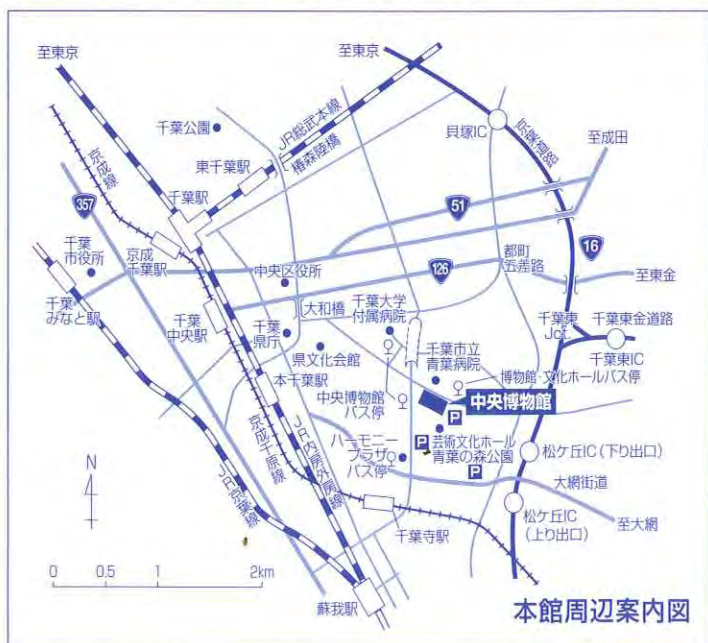 至東京
至東京
千葉公園
JR総武本線
椿森陸橋
貝塚IC
京葉道路
至成田
東千葉駅
京成線
千葉駅
357
51
16
千葉
市役所
京成
千葉駅
中央区役所
126
都町
五差路
至東金
千葉
みなと駅
千葉
中央駅
大和橋
千葉
県庁
千葉大学
付属病院
千葉東
Jct.
千葉東金道路
千葉東IC
県文化会館
千葉市立
青葉病院
本千葉駅
博物館・文化ホールバス停
中央博物館
バス停
中央博物館
P
京成千原線
JR内房外房線
JR京葉線
ハーモニー
プラザ
バス停
P
芸術文化ホール
青葉の森公園
P
松ケ丘IC(下り出口)
大網街道
N
千葉寺駅
松ケ丘IC
(上り出口)
至大網
0 0.5 1 2km
蘇我駅
本館周辺案内図